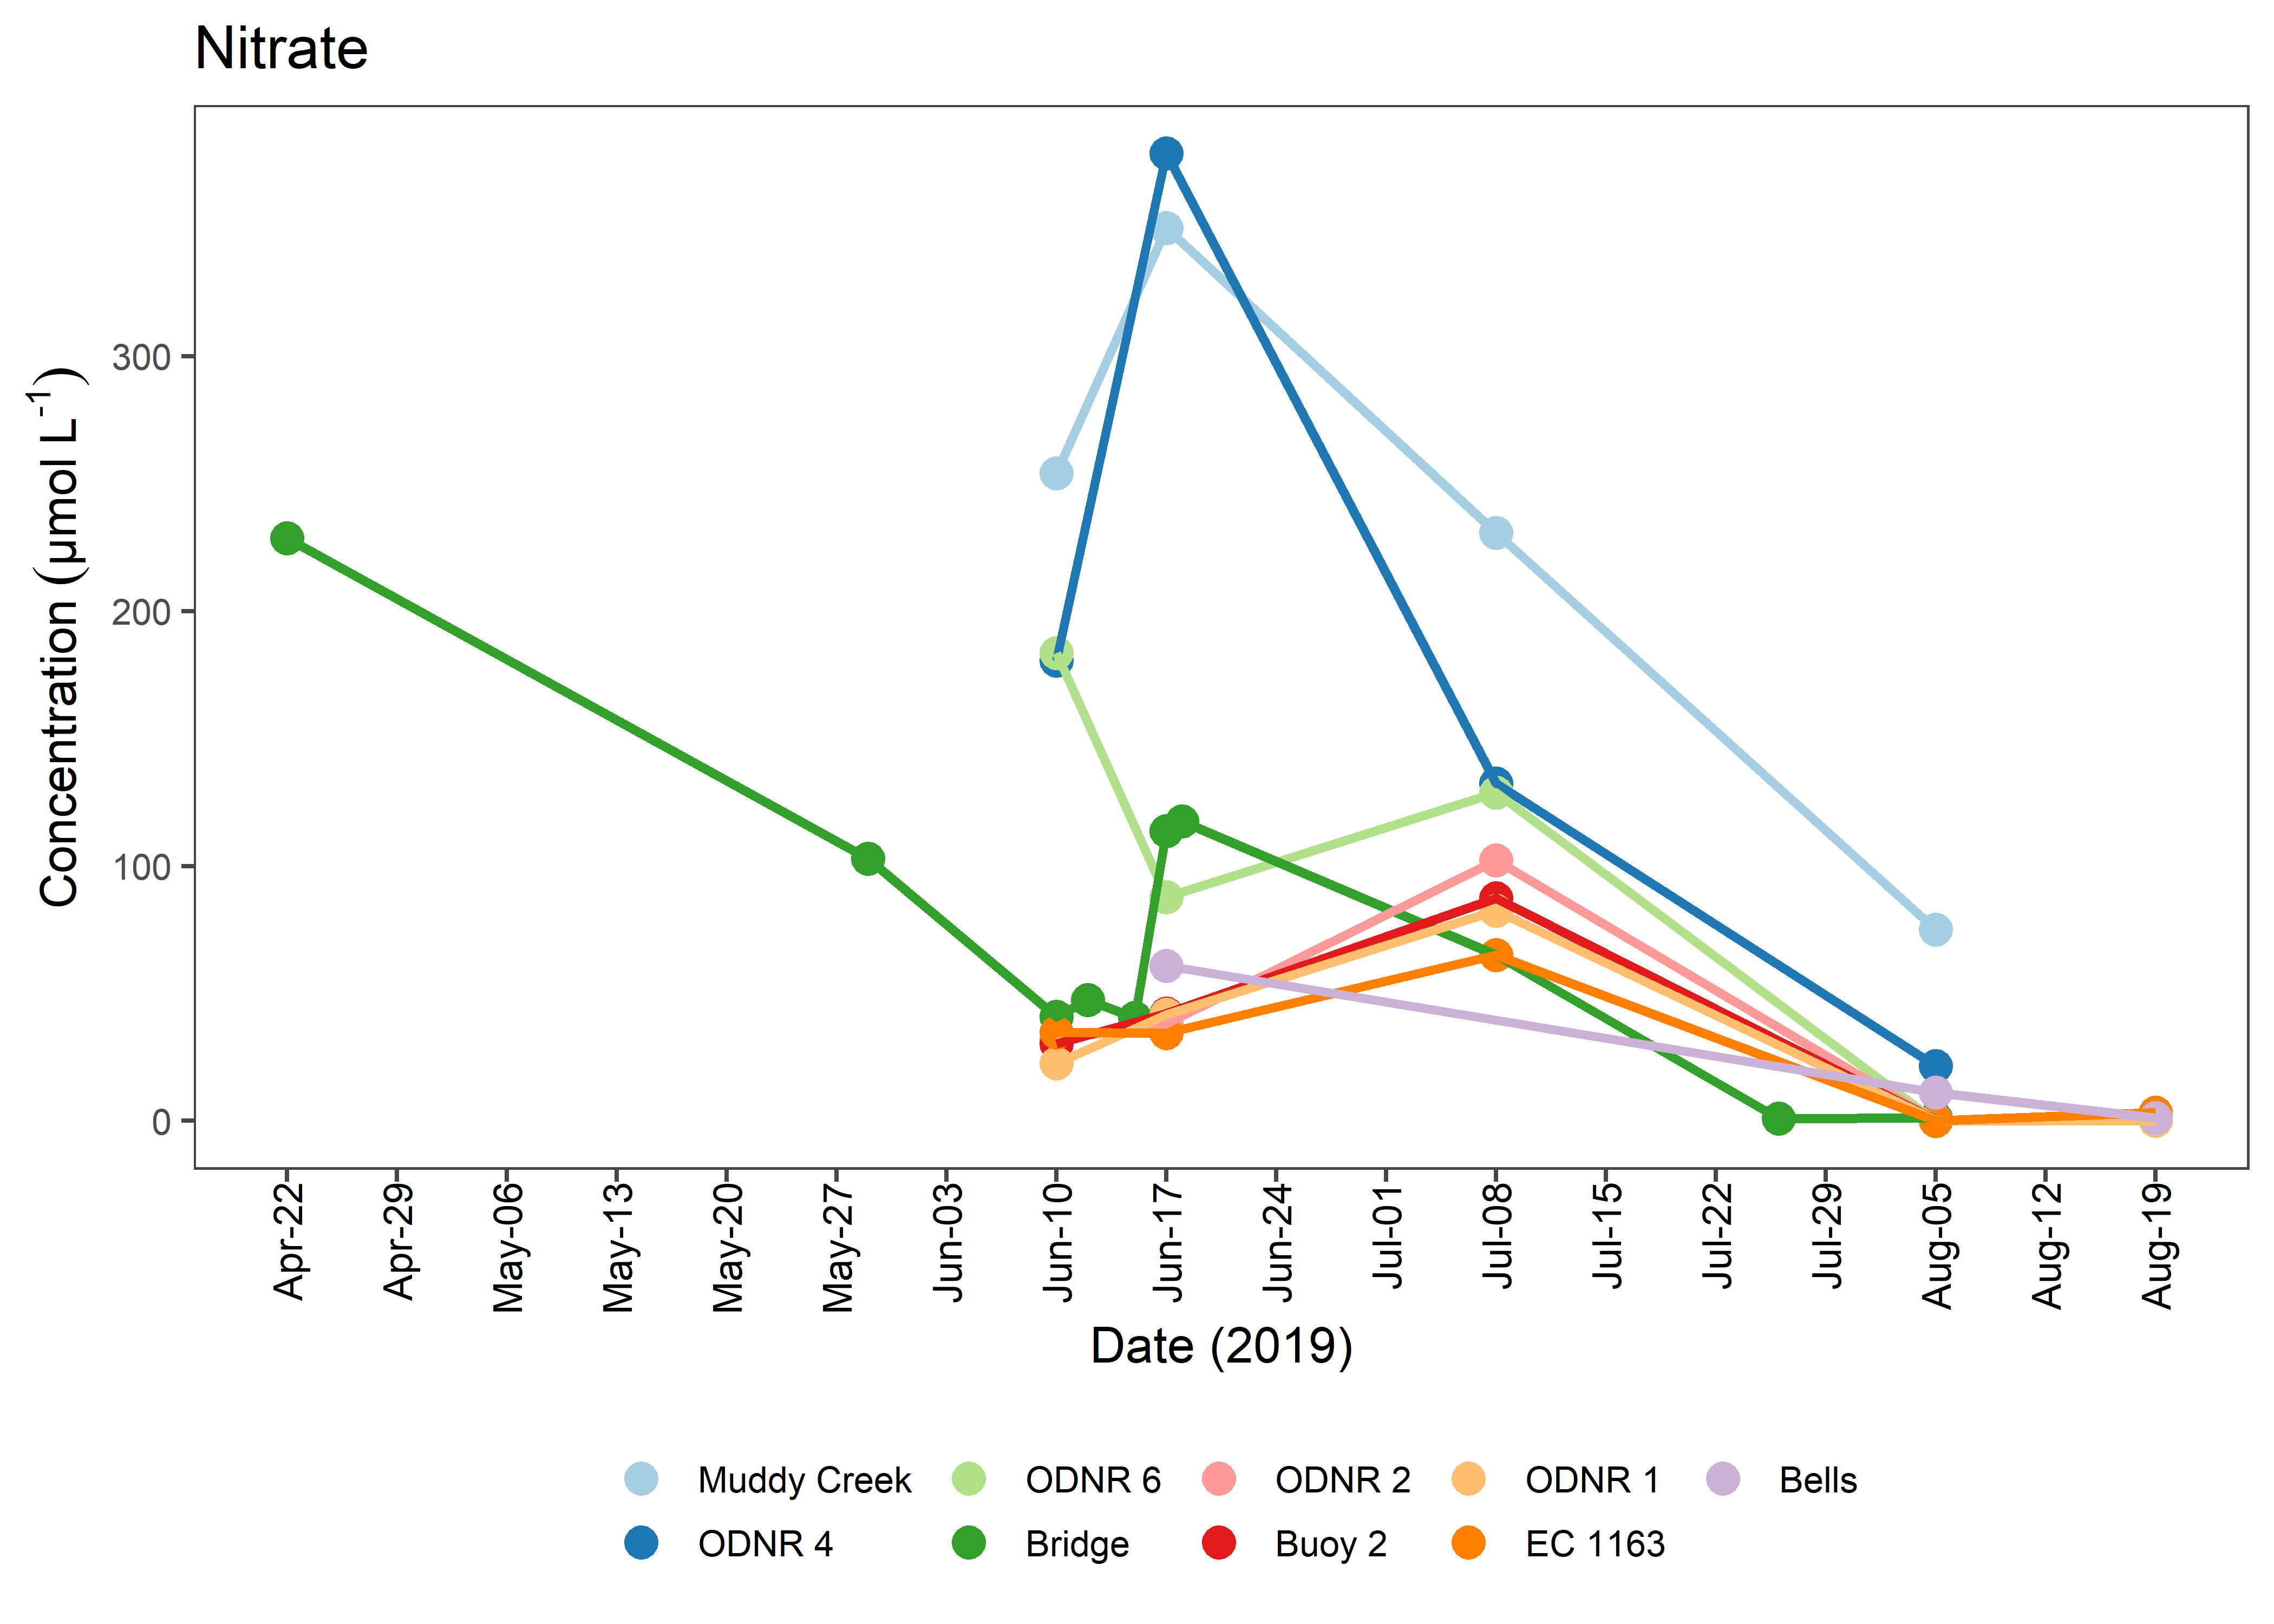 Nitrate
Concentration (µmol L⁻¹)
300
200
100
0
Apr-22 Apr-29 May-06 May-13 May-20 May-27 Jun-03 Jun-10 Jun-17 Jun-24 Jul-01 Jul-08 Jul-15 Jul-22 Jul-29 Aug-05 Aug-12 Aug-19
Date (2019)
Muddy Creek ODNR 6 ODNR 2 ODNR 1 Bells
ODNR 4 Bridge Buoy 2 EC 1163